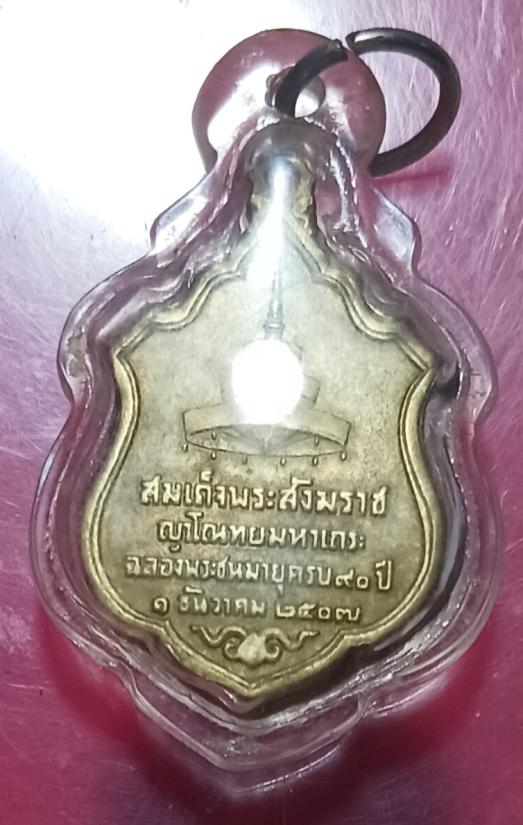 สมเด็จพระสังฆราช
ญาโณทยมหาเถระ
ฉลองพระชนมายุครบ ๙๐ ปี
๑ ธันวาคม ๒๕๐๗